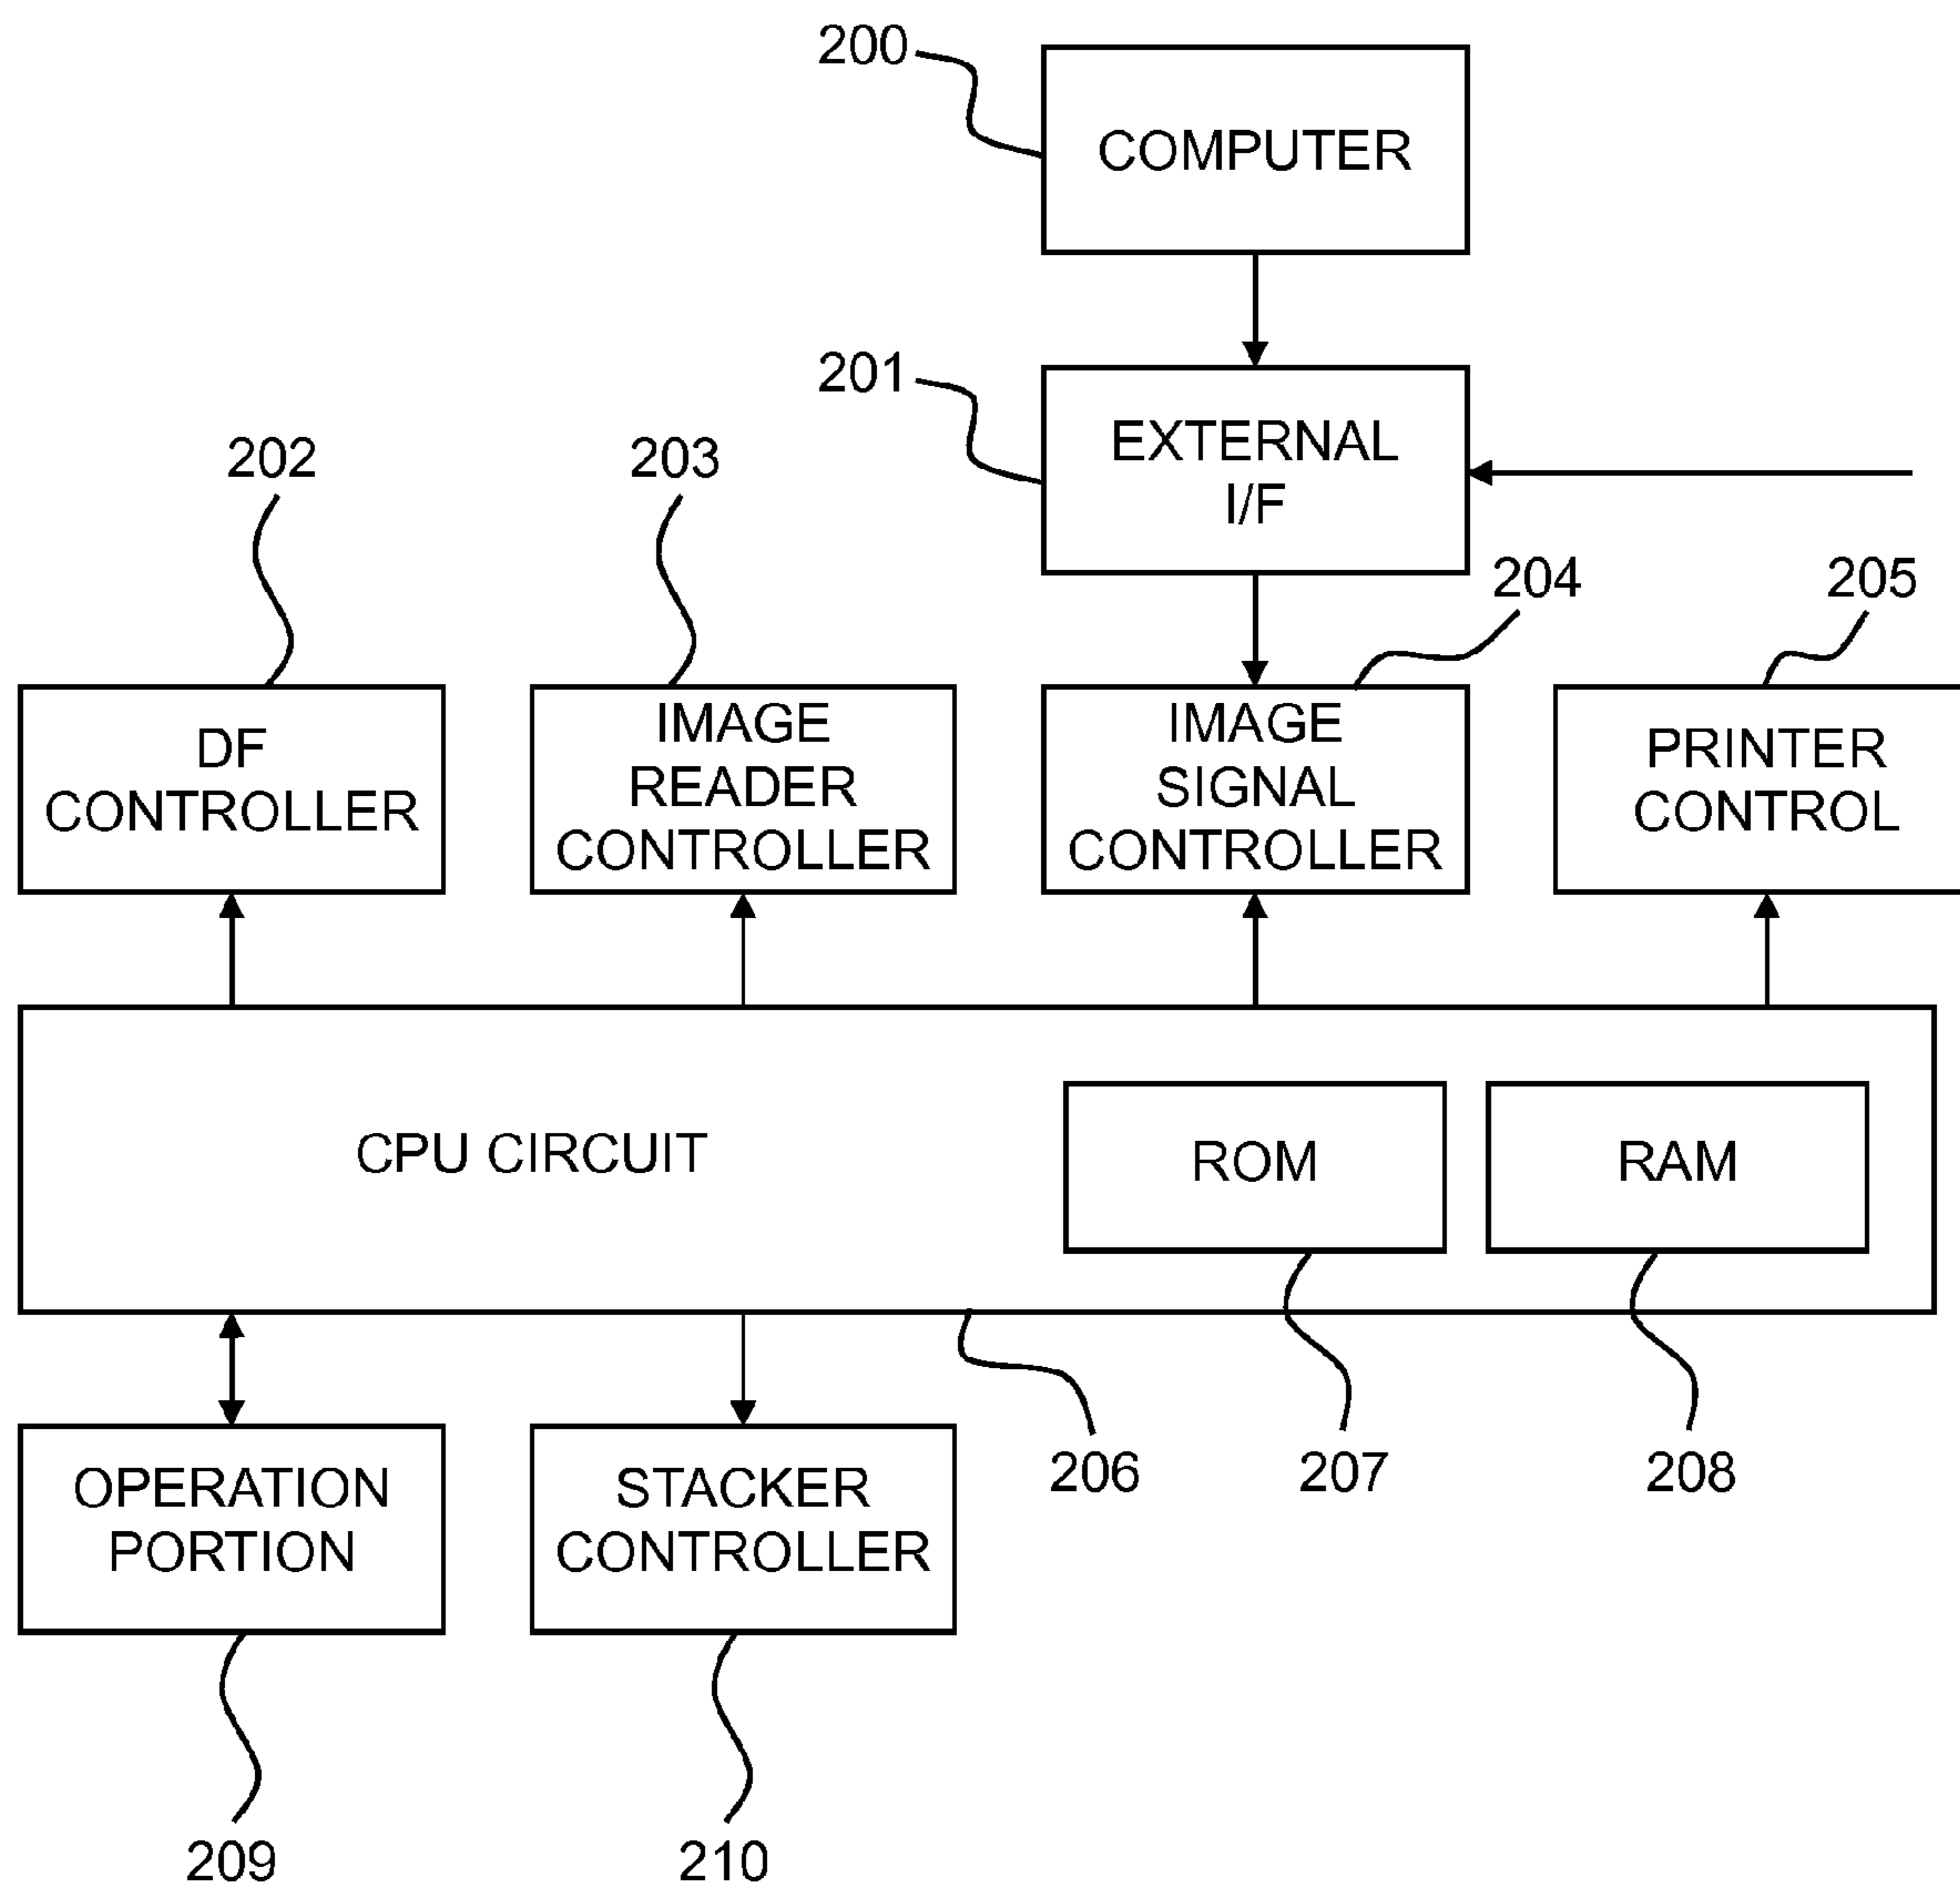 200
COMPUTER
201
EXTERNAL
I/F
202
203
204
205
DF
CONTROLLER
IMAGE
READER
CONTROLLER
IMAGE
SIGNAL
CONTROLLER
PRINTER
CONTROL
CPU CIRCUIT
ROM
RAM
206
207
208
OPERATION
PORTION
STACKER
CONTROLLER
209
210